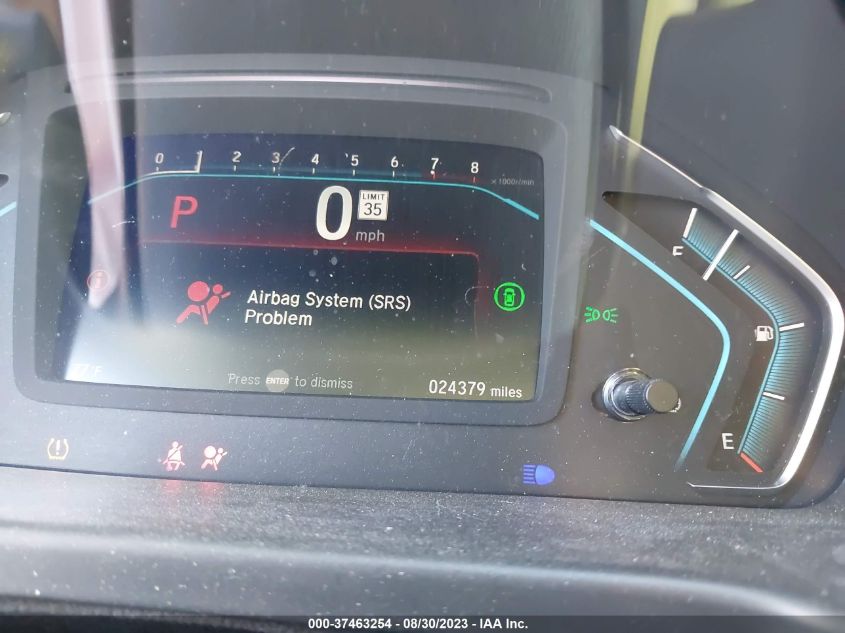 0 1 2 3 4 5 6 7 8
x1000r/min
P 0 LIMIT
35
mph
F
Airbag System (SRS)
Problem
77°F
Press ENTER to dismiss
024379 miles
E
000-37463254 - 08/30/2023 - IAA Inc.